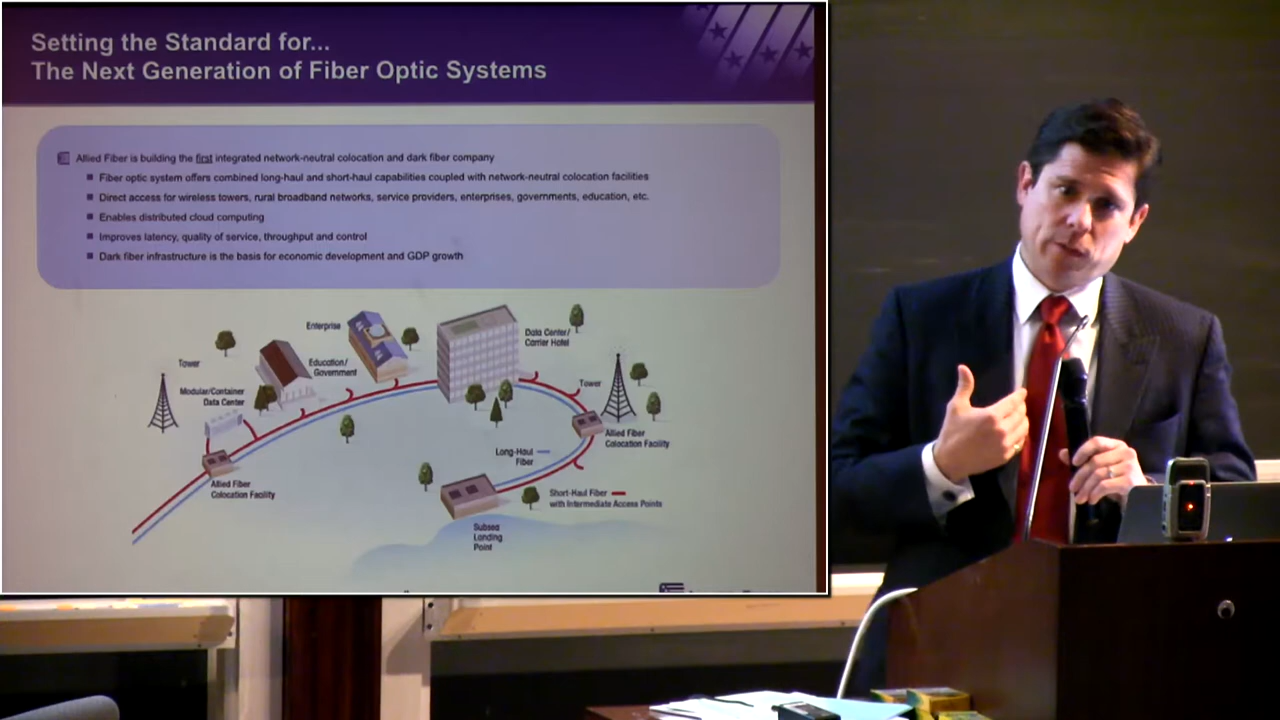 Setting the Standard for...
The Next Generation of Fiber Optic Systems
Allied Fiber is building the first integrated network-neutral colocation and dark fiber company
Fiber optic system offers combined long-haul and short-haul capabilities coupled with network-neutral colocation facilities
Direct access for wireless towers, rural broadband networks, service providers, enterprises, governments, education, etc.
Enables distributed cloud computing
Improves latency, quality of service, throughput and control
Dark fiber infrastructure is the basis for economic development and GDP growth
Enterprise
Data Center/
Carrier Hotel
Tower
Education/
Government
Modular/Container
Data Center
Tower
Allied Fiber
Colocation Facility
Long-Haul
Fiber
Allied Fiber
Colocation Facility
Short-Haul Fiber
with Intermediate Access Points
Subsea
Landing
Point